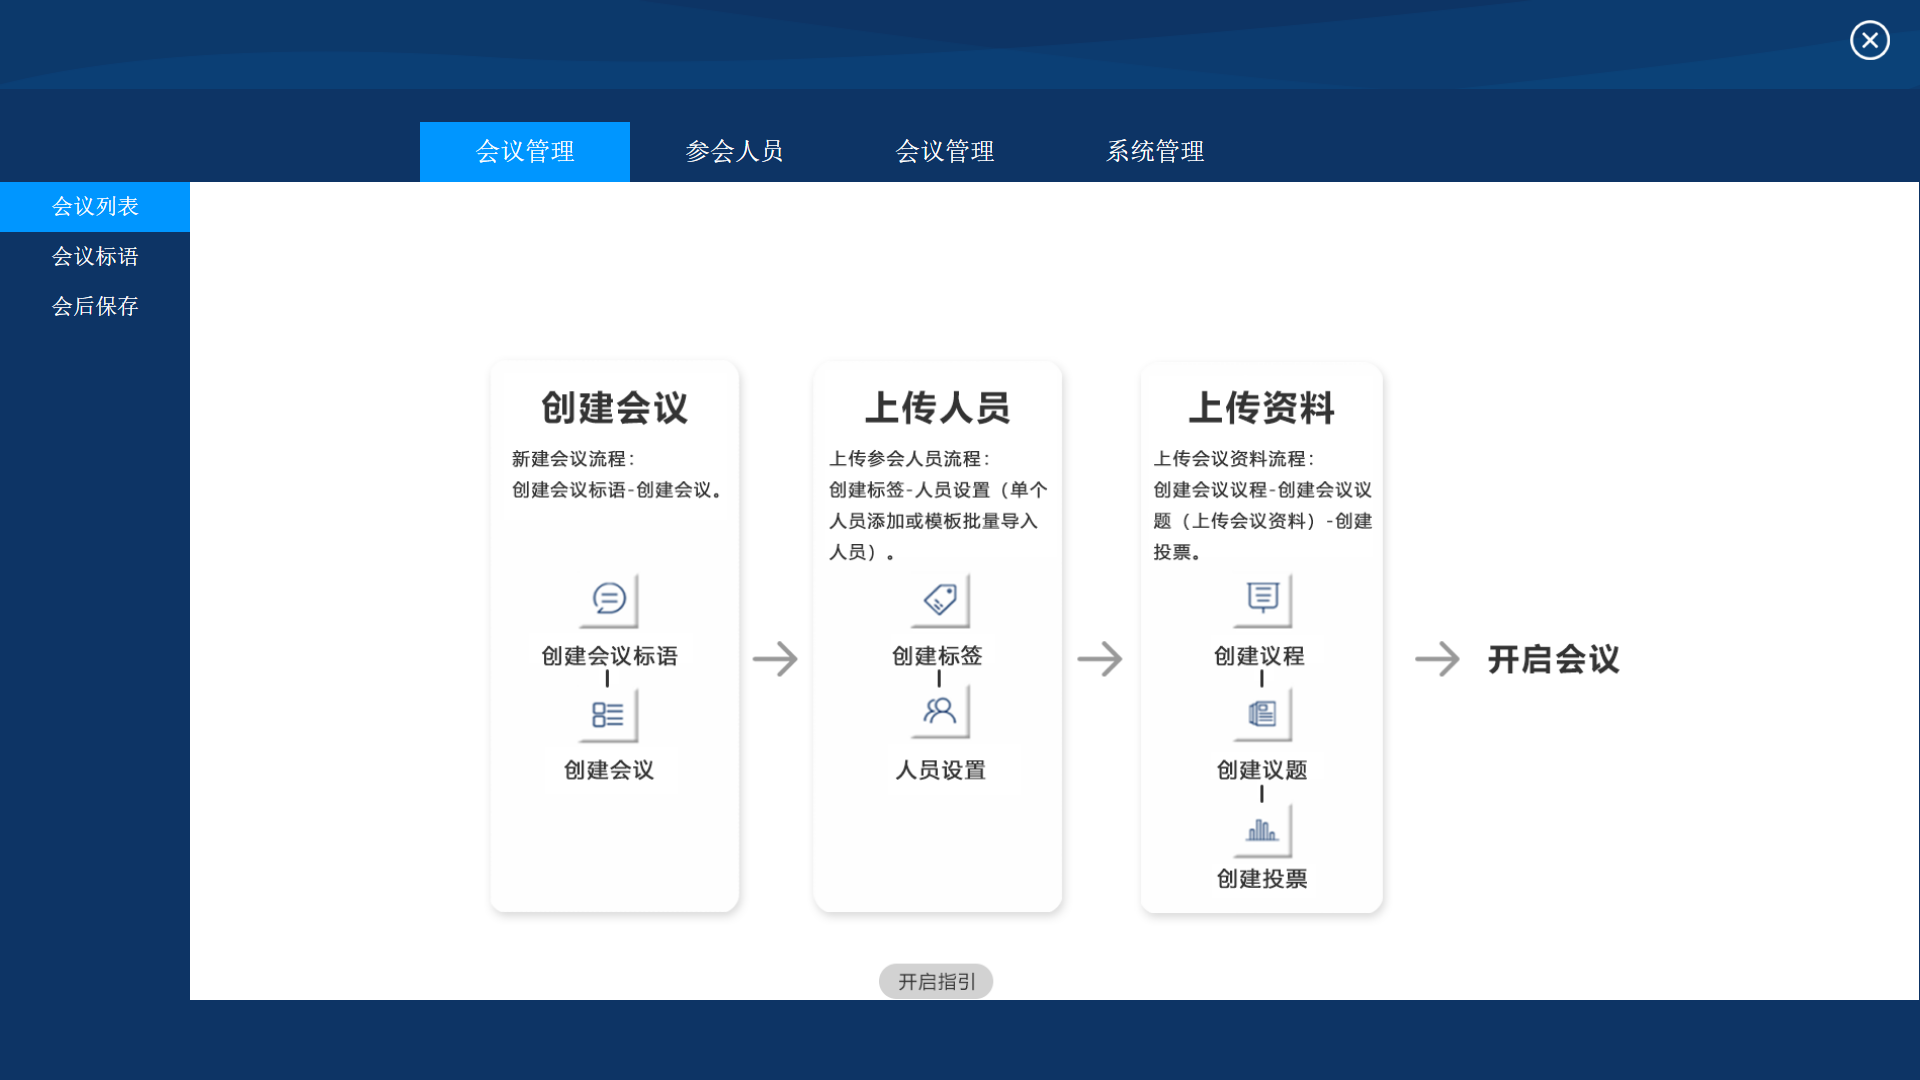 会议管理
参会人员
会议管理
系统管理
会议列表
会议标语
会后保存
创建会议
新建会议流程：
创建会议标语-创建会议。
创建会议标语
创建会议
上传人员
上传参会人员流程：
创建标签-人员设置（单个
人员添加或模板批量导入
人员）。
创建标签
人员设置
上传资料
上传会议资料流程：
创建会议议程-创建会议议
题（上传会议资料）-创建
投票。
创建议程
创建议题
创建投票
开启会议
开启指引